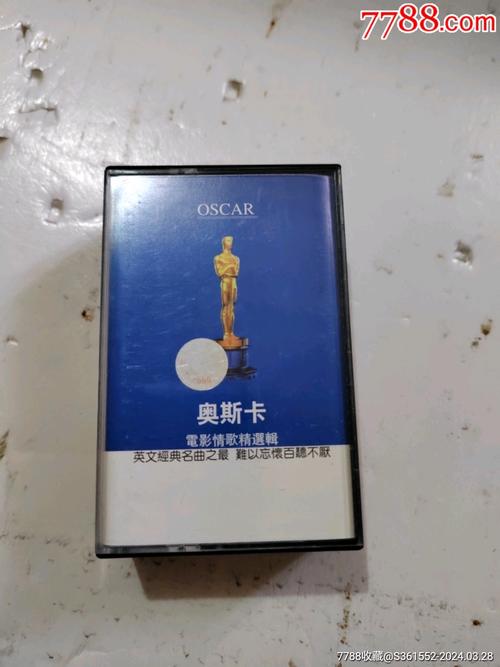 7788.com
OSCAR
奥斯卡
電影情歌精選輯
英文經典名曲之最 難以忘懷百聽不厭
7788收藏@S361552-2024.03.28